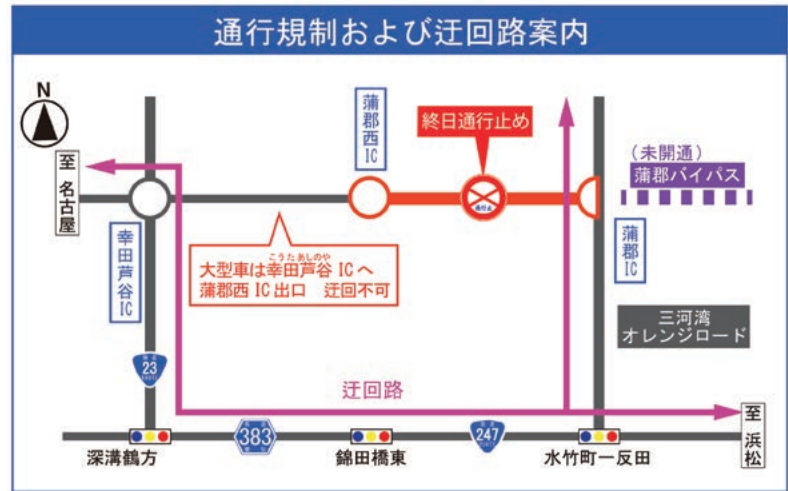 通行規制および迂回路案内
N
蒲郡西IC
終日通行止め
至 名古屋
(未開通)
蒲郡バイパス
幸田芦谷IC
こうたあしのや
大型車は幸田芦谷 IC へ
蒲郡西 IC 出口 迂回不可
蒲郡IC
三河湾
オレンジロード
23
迂回路
至 浜松
383
247
深溝鶴方
錦田橋東
水竹町一反田